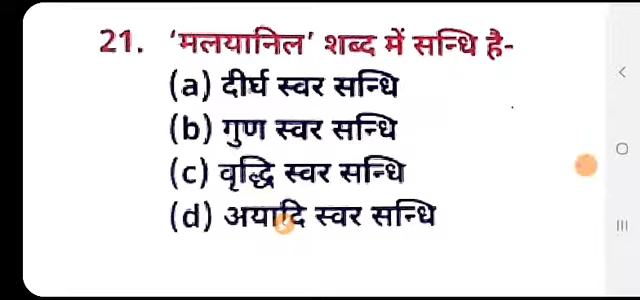 21. 'मलयानिल' शब्द में सन्धि है-
(a) दीर्घ स्वर सन्धि
(b) गुण स्वर सन्धि
(c) वृद्धि स्वर सन्धि
(d) अयादि स्वर सन्धि